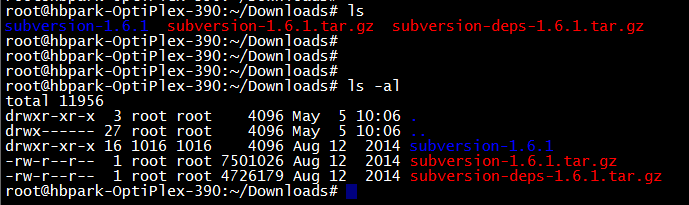 root@hbpark-OptiPlex-390:~/Downloads# ls
subversion-1.6.1  subversion-1.6.1.tar.gz  subversion-deps-1.6.1.tar.gz
root@hbpark-OptiPlex-390:~/Downloads#
root@hbpark-OptiPlex-390:~/Downloads#
root@hbpark-OptiPlex-390:~/Downloads#
root@hbpark-OptiPlex-390:~/Downloads# ls -al
total 11956
drwxr-xr-x  3 root root    4096 May  5 10:06 .
drwx------ 27 root root    4096 May  5 10:06 ..
drwxr-xr-x 16 1016 1016    4096 Aug 12  2014 subversion-1.6.1
-rw-r--r--  1 root root 7501026 Aug 12  2014 subversion-1.6.1.tar.gz
-rw-r--r--  1 root root 4726179 Aug 12  2014 subversion-deps-1.6.1.tar.gz
root@hbpark-OptiPlex-390:~/Downloads#